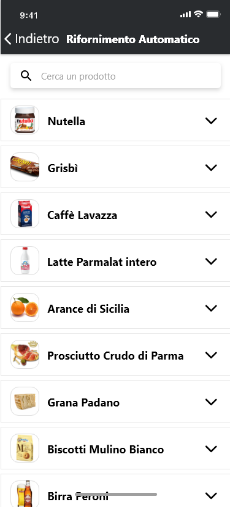 9:41
Indietro Rifornimento Automatico
Cerca un prodotto
Nutella
Grisbì
Caffè Lavazza
Latte Parmalat intero
Arance di Sicilia
Prosciutto Crudo di Parma
Grana Padano
Biscotti Mulino Bianco
Birra Peroni